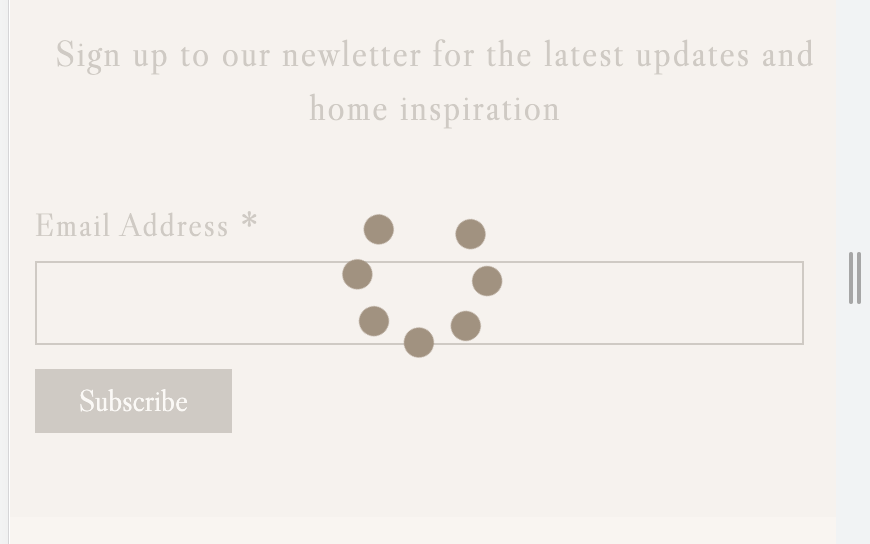 Sign up to our newletter for the latest updates and
home inspiration
Email Address *
Subscribe